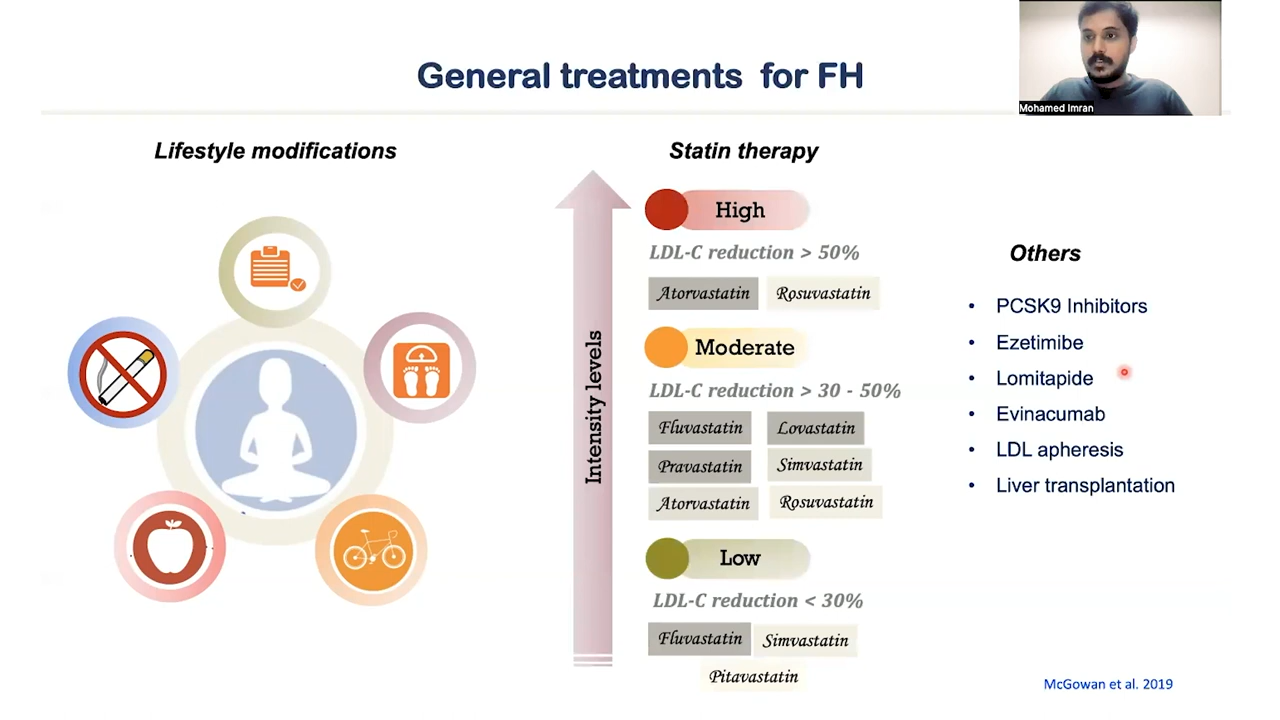 General treatments for FH
Mohamed Imran
Lifestyle modifications
Statin therapy
Intensity levels
High
LDL-C reduction > 50%
Atorvastatin Rosuvastatin
Moderate
LDL-C reduction > 30 - 50%
Fluvastatin Lovastatin
Pravastatin Simvastatin
Atorvastatin Rosuvastatin
Low
LDL-C reduction < 30%
Fluvastatin Simvastatin
Pitavastatin
Others
• PCSK9 Inhibitors
• Ezetimibe
• Lomitapide
• Evinacumab
• LDL apheresis
• Liver transplantation
McGowan et al. 2019